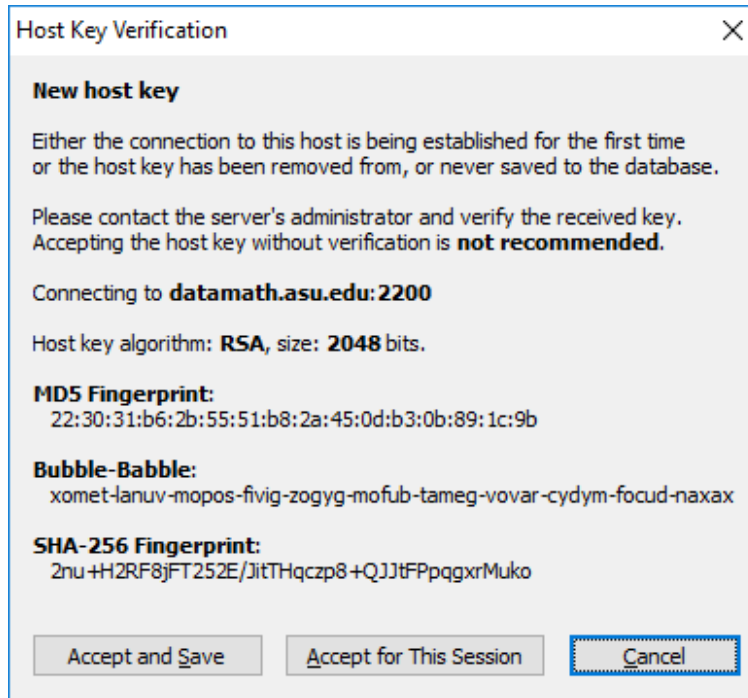 Host Key Verification
New host key
Either the connection to this host is being established for the first time
or the host key has been removed from, or never saved to the database.
Please contact the server's administrator and verify the received key.
Accepting the host key without verification is not recommended.
Connecting to datamath.asu.edu:2200
Host key algorithm: RSA, size: 2048 bits.
MD5 Fingerprint:
22:30:31:b6:2b:55:51:b8:2a:45:0d:b3:0b:89:1c:9b
Bubble-Babble:
xomet-lanuv-mopos-fivig-zogyg-mofub-tameg-vovar-cydym-focud-naxax
SHA-256 Fingerprint:
2nu+H2RF8jFT252E/JitTHqczp8+QJJtFPpqgxrMuko
Accept and Save Accept for This Session Cancel